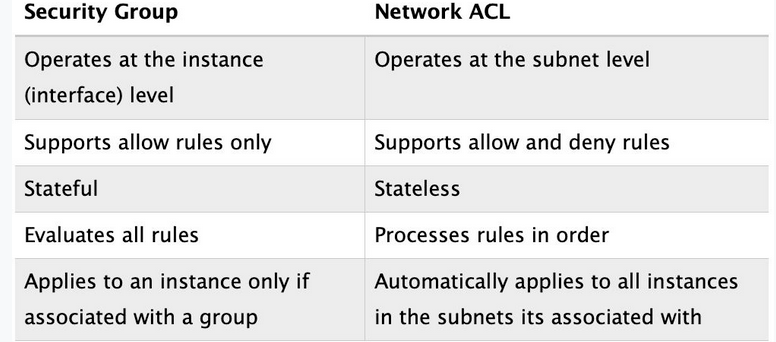 Security Group Network ACL
Operates at the instance Operates at the subnet level
(interface) level
Supports allow rules only Supports allow and deny rules
Stateful Stateless
Evaluates all rules Processes rules in order
Applies to an instance only if Automatically applies to all instances
associated with a group in the subnets its associated with